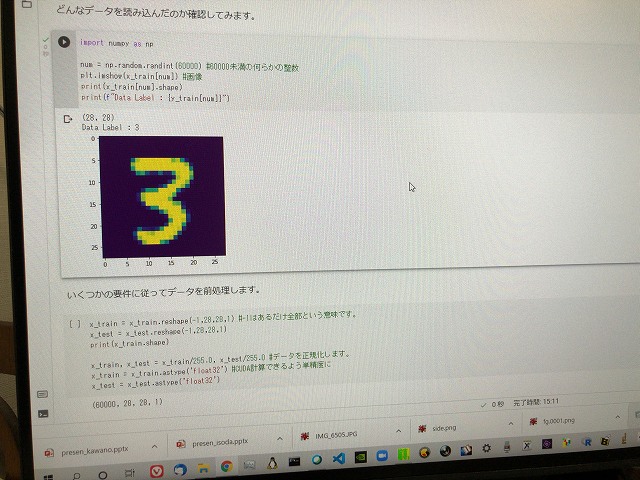 どんなデータを読み込んだのか確認してみます。
import numpy as np
num = np.random.randint(60000) #60000未満の何らかの整数
plt.imshow(x_train[num]) #画像
print(x_train[num].shape)
print(f"Data Label : {y_train[num]}")
(28, 28)
Data Label : 3
0
5
10
15
20
25
0 5 10 15 20 25
いくつかの要件に従ってデータを前処理します。
[ ] x_train = x_train.reshape(-1,28,28,1) #-1はあるだけ全部という意味です。
x_test = x_test.reshape(-1,28,28,1)
print(x_train.shape)
x_train, x_test = x_train/255.0, x_test/255.0 #データを正規化します。
x_train = x_train.astype('float32') #CUDA計算できるよう単精度に
x_test = x_test.astype('float32')
(60000, 28, 28, 1)
✓ 0 秒 完了時間: 15:11
presen_kawano.pptx
presen_isoda.pptx
IMG_6505.JPG
side.png
fg.0001.png